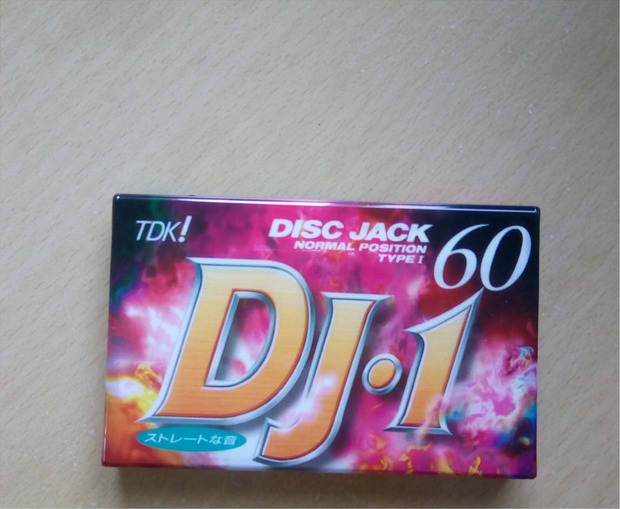 TDK!
DISC JACK
NORMAL POSITION
TYPE I
60
DJ·1
ストレートな音